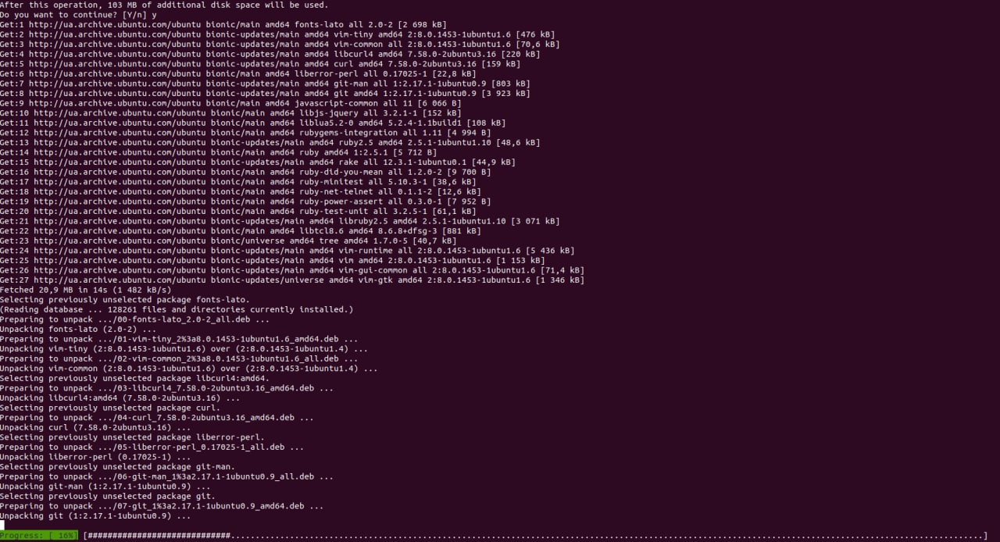 After this operation, 103 MB of additional disk space will be used.
Do you want to continue? [Y/n] y
Get:1 http://ua.archive.ubuntu.com/ubuntu bionic/main amd64 fonts-lato all 2.0-2 [2 698 kB]
Get:2 http://ua.archive.ubuntu.com/ubuntu bionic-updates/main amd64 vim-tiny amd64 2:8.0.1453-1ubuntu1.6 [476 kB]
Get:3 http://ua.archive.ubuntu.com/ubuntu bionic-updates/main amd64 vim-common all 2:8.0.1453-1ubuntu1.6 [70,6 kB]
Get:4 http://ua.archive.ubuntu.com/ubuntu bionic-updates/main amd64 libcurl4 amd64 7.58.0-2ubuntu3.16 [220 kB]
Get:5 http://ua.archive.ubuntu.com/ubuntu bionic-updates/main amd64 curl amd64 7.58.0-2ubuntu3.16 [159 kB]
Get:6 http://ua.archive.ubuntu.com/ubuntu bionic/main amd64 liberror-perl all 0.17025-1 [22,8 kB]
Get:7 http://ua.archive.ubuntu.com/ubuntu bionic-updates/main amd64 git-man all 1:2.17.1-1ubuntu0.9 [803 kB]
Get:8 http://ua.archive.ubuntu.com/ubuntu bionic-updates/main amd64 git amd64 1:2.17.1-1ubuntu0.9 [3 923 kB]
Get:9 http://ua.archive.ubuntu.com/ubuntu bionic/main amd64 javascript-common all 11 [6 066 B]
Get:10 http://ua.archive.ubuntu.com/ubuntu bionic/main amd64 libjs-jquery all 3.2.1-1 [152 kB]
Get:11 http://ua.archive.ubuntu.com/ubuntu bionic/main amd64 liblua5.2-0 amd64 5.2.4-1.1build1 [108 kB]
Get:12 http://ua.archive.ubuntu.com/ubuntu bionic/main amd64 rubygems-integration all 1.11 [4 994 B]
Get:13 http://ua.archive.ubuntu.com/ubuntu bionic-updates/main amd64 ruby2.5 amd64 2.5.1-1ubuntu1.10 [48,6 kB]
Get:14 http://ua.archive.ubuntu.com/ubuntu bionic/main amd64 ruby amd64 1:2.5.1 [5 712 B]
Get:15 http://ua.archive.ubuntu.com/ubuntu bionic-updates/main amd64 rake all 12.3.1-1ubuntu0.1 [44,9 kB]
Get:16 http://ua.archive.ubuntu.com/ubuntu bionic/main amd64 ruby-did-you-mean all 1.2.0-2 [9 700 B]
Get:17 http://ua.archive.ubuntu.com/ubuntu bionic/main amd64 ruby-minitest all 5.10.3-1 [38,6 kB]
Get:18 http://ua.archive.ubuntu.com/ubuntu bionic/main amd64 ruby-net-telnet all 0.1.1-2 [12,6 kB]
Get:19 http://ua.archive.ubuntu.com/ubuntu bionic/main amd64 ruby-power-assert all 0.3.0-1 [7 952 B]
Get:20 http://ua.archive.ubuntu.com/ubuntu bionic/main amd64 ruby-test-unit all 3.2.5-1 [61,1 kB]
Get:21 http://ua.archive.ubuntu.com/ubuntu bionic-updates/main amd64 libruby2.5 amd64 2.5.1-1ubuntu1.10 [3 071 kB]
Get:22 http://ua.archive.ubuntu.com/ubuntu bionic/main amd64 libtcl8.6 amd64 8.6.8+dfsg-3 [881 kB]
Get:23 http://ua.archive.ubuntu.com/ubuntu bionic/universe amd64 tree amd64 1.7.0-5 [40,7 kB]
Get:24 http://ua.archive.ubuntu.com/ubuntu bionic-updates/main amd64 vim-runtime all 2:8.0.1453-1ubuntu1.6 [5 436 kB]
Get:25 http://ua.archive.ubuntu.com/ubuntu bionic-updates/main amd64 vim amd64 2:8.0.1453-1ubuntu1.6 [1 153 kB]
Get:26 http://ua.archive.ubuntu.com/ubuntu bionic-updates/main amd64 vim-gui-common all 2:8.0.1453-1ubuntu1.6 [71,4 kB]
Get:27 http://ua.archive.ubuntu.com/ubuntu bionic-updates/universe amd64 vim-gtk amd64 2:8.0.1453-1ubuntu1.6 [1 346 kB]
Fetched 20,9 MB in 14s (1 482 kB/s)
Selecting previously unselected package fonts-lato.
(Reading database ... 128261 files and directories currently installed.)
Preparing to unpack .../00-fonts-lato_2.0-2_all.deb ...
Unpacking fonts-lato (2.0-2) ...
Preparing to unpack .../01-vim-tiny_2%3a8.0.1453-1ubuntu1.6_amd64.deb ...
Unpacking vim-tiny (2:8.0.1453-1ubuntu1.6) over (2:8.0.1453-1ubuntu1.4) ...
Preparing to unpack .../02-vim-common_2%3a8.0.1453-1ubuntu1.6_all.deb ...
Unpacking vim-common (2:8.0.1453-1ubuntu1.6) over (2:8.0.1453-1ubuntu1.4) ...
Selecting previously unselected package libcurl4:amd64.
Preparing to unpack .../03-libcurl4_7.58.0-2ubuntu3.16_amd64.deb ...
Unpacking libcurl4:amd64 (7.58.0-2ubuntu3.16) ...
Selecting previously unselected package curl.
Preparing to unpack .../04-curl_7.58.0-2ubuntu3.16_amd64.deb ...
Unpacking curl (7.58.0-2ubuntu3.16) ...
Selecting previously unselected package liberror-perl.
Preparing to unpack .../05-liberror-perl_0.17025-1_all.deb ...
Unpacking liberror-perl (0.17025-1) ...
Selecting previously unselected package git-man.
Preparing to unpack .../06-git-man_1%3a2.17.1-1ubuntu0.9_all.deb ...
Unpacking git-man (1:2.17.1-1ubuntu0.9) ...
Selecting previously unselected package git.
Preparing to unpack .../07-git_1%3a2.17.1-1ubuntu0.9_amd64.deb ...
Unpacking git (1:2.17.1-1ubuntu0.9) ...
Progress: [ 16%] [#############################.........................................................................................................................................................]